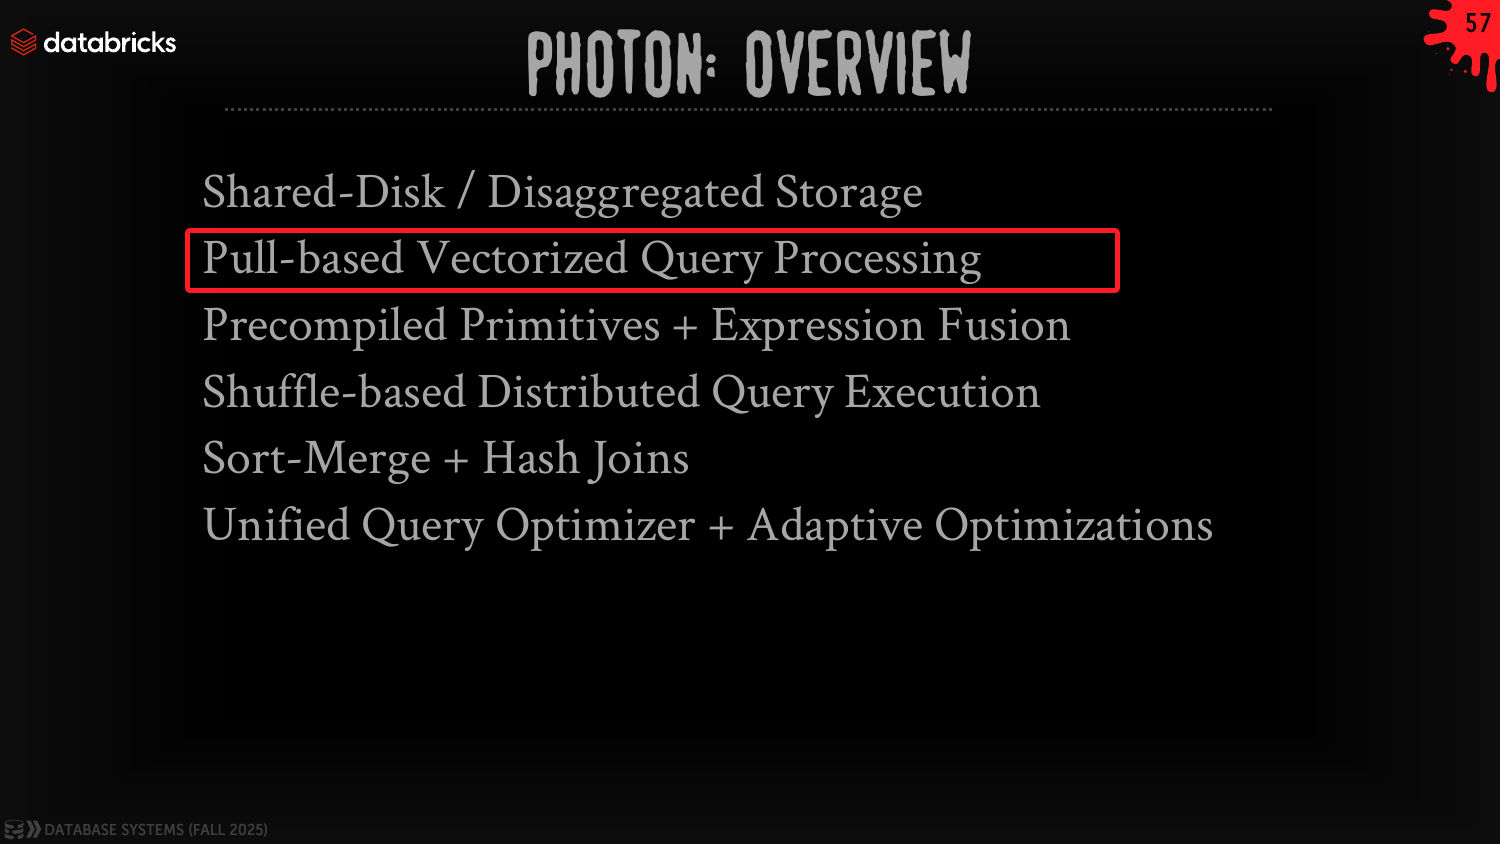 databricks
PHOTON: OVERVIEW
57
Shared-Disk / Disaggregated Storage
Pull-based Vectorized Query Processing
Precompiled Primitives + Expression Fusion
Shuffle-based Distributed Query Execution
Sort-Merge + Hash Joins
Unified Query Optimizer + Adaptive Optimizations
DATABASE SYSTEMS (FALL 2025)